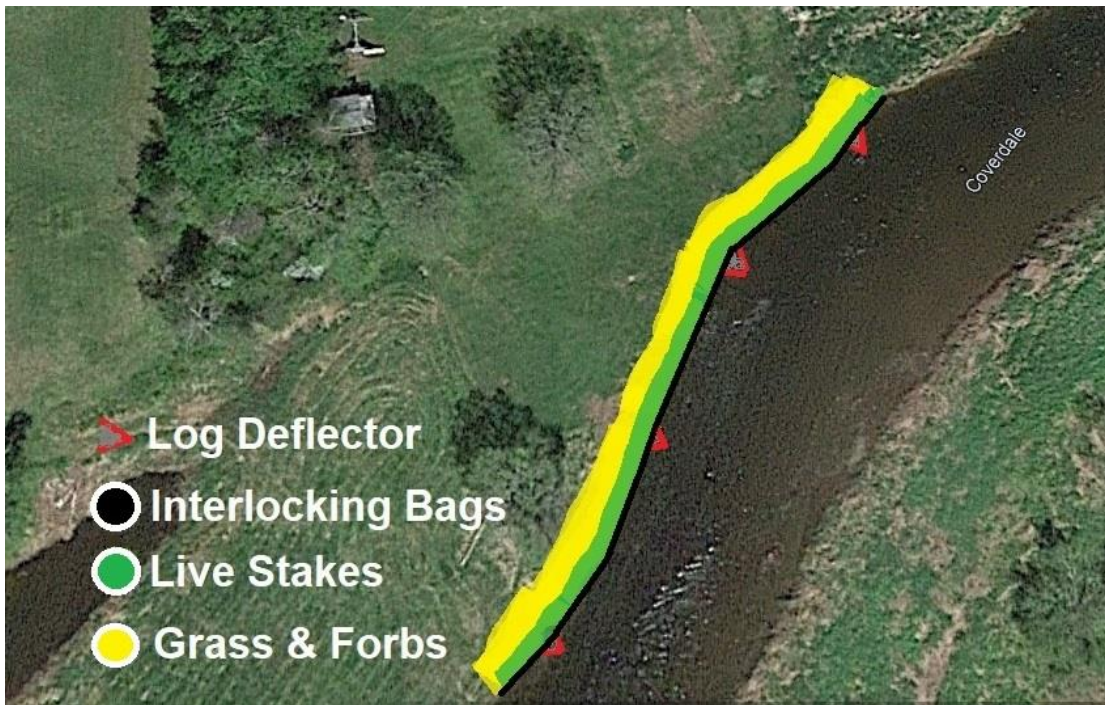 Coverdale
Log Deflector
Interlocking Bags
Live Stakes
Grass & Forbs